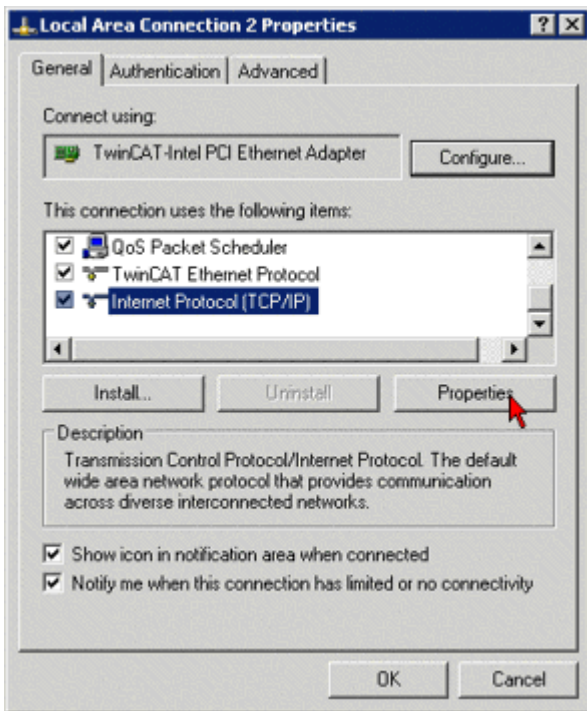 Local Area Connection 2 Properties
General Authentication Advanced
Connect using:
TwinCAT-Intel PCI Ethernet Adapter Configure...
This connection uses the following items:
QoS Packet Scheduler
TwinCAT Ethernet Protocol
Internet Protocol (TCP/IP)
Install... Uninstall Properties
Description
Transmission Control Protocol/Internet Protocol. The default
wide area network protocol that provides communication
across diverse interconnected networks.
Show icon in notification area when connected
Notify me when this connection has limited or no connectivity
OK Cancel